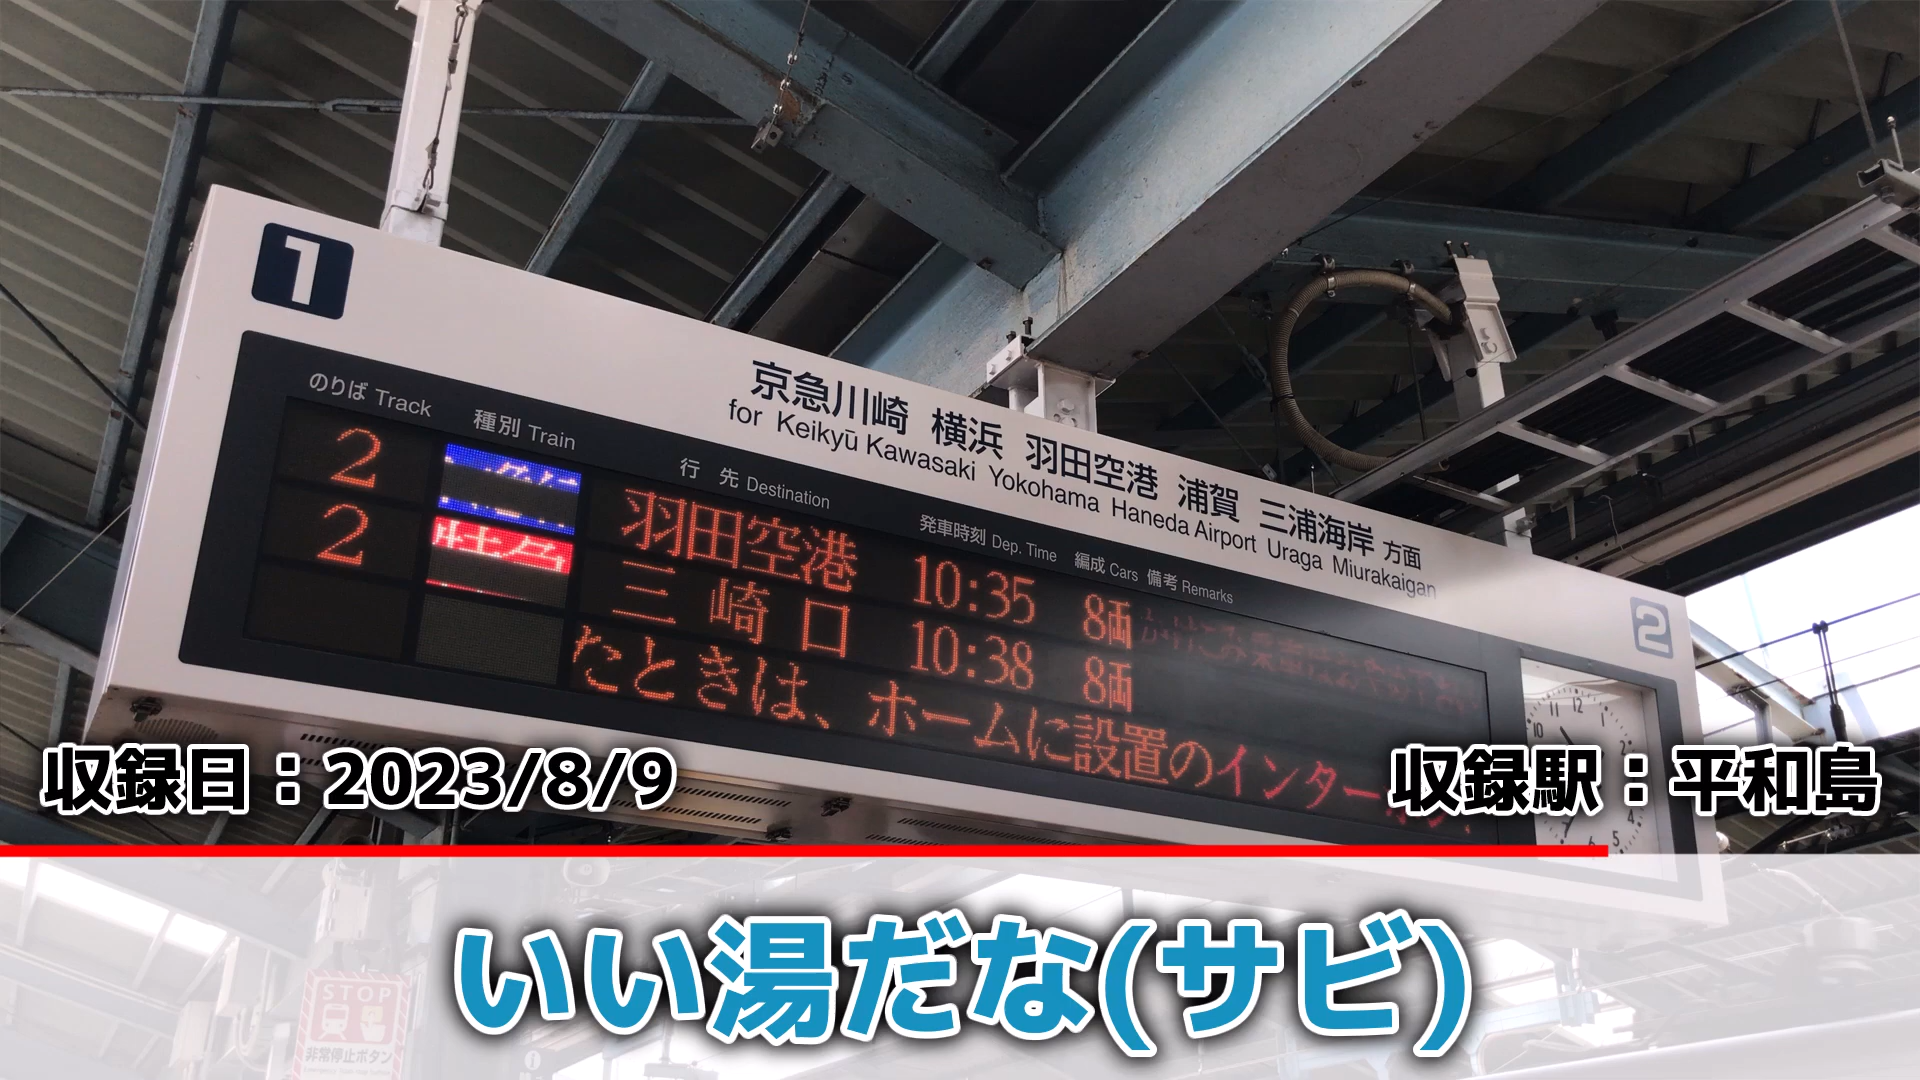 1
京急川崎 横浜 羽田空港 浦賀 三浦海岸 方面
for Keikyū Kawasaki Yokohama Haneda Airport Uraga Miurakaigan
2
のりば Track 種別 Train 行先 Destination 発車時刻 Dep. Time 編成 Cars 備考 Remarks
2 羽田空港 10:35 8両
2 三崎口 10:38 8両
たときは、ホームに設置のインター
収録日：2023/8/9
収録駅：平和島
いい湯だな(サビ)
STOP
非常停止ボタン